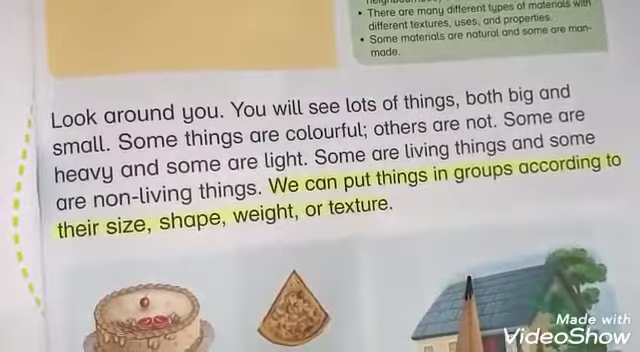 • There are many different types of materials with
different textures, uses, and properties.
• Some materials are natural and some are man-
made.
Look around you. You will see lots of things, both big and
small. Some things are colourful; others are not. Some are
heavy and some are light. Some are living things and some
are non-living things. We can put things in groups according to
their size, shape, weight, or texture.
Made with
VideoShow